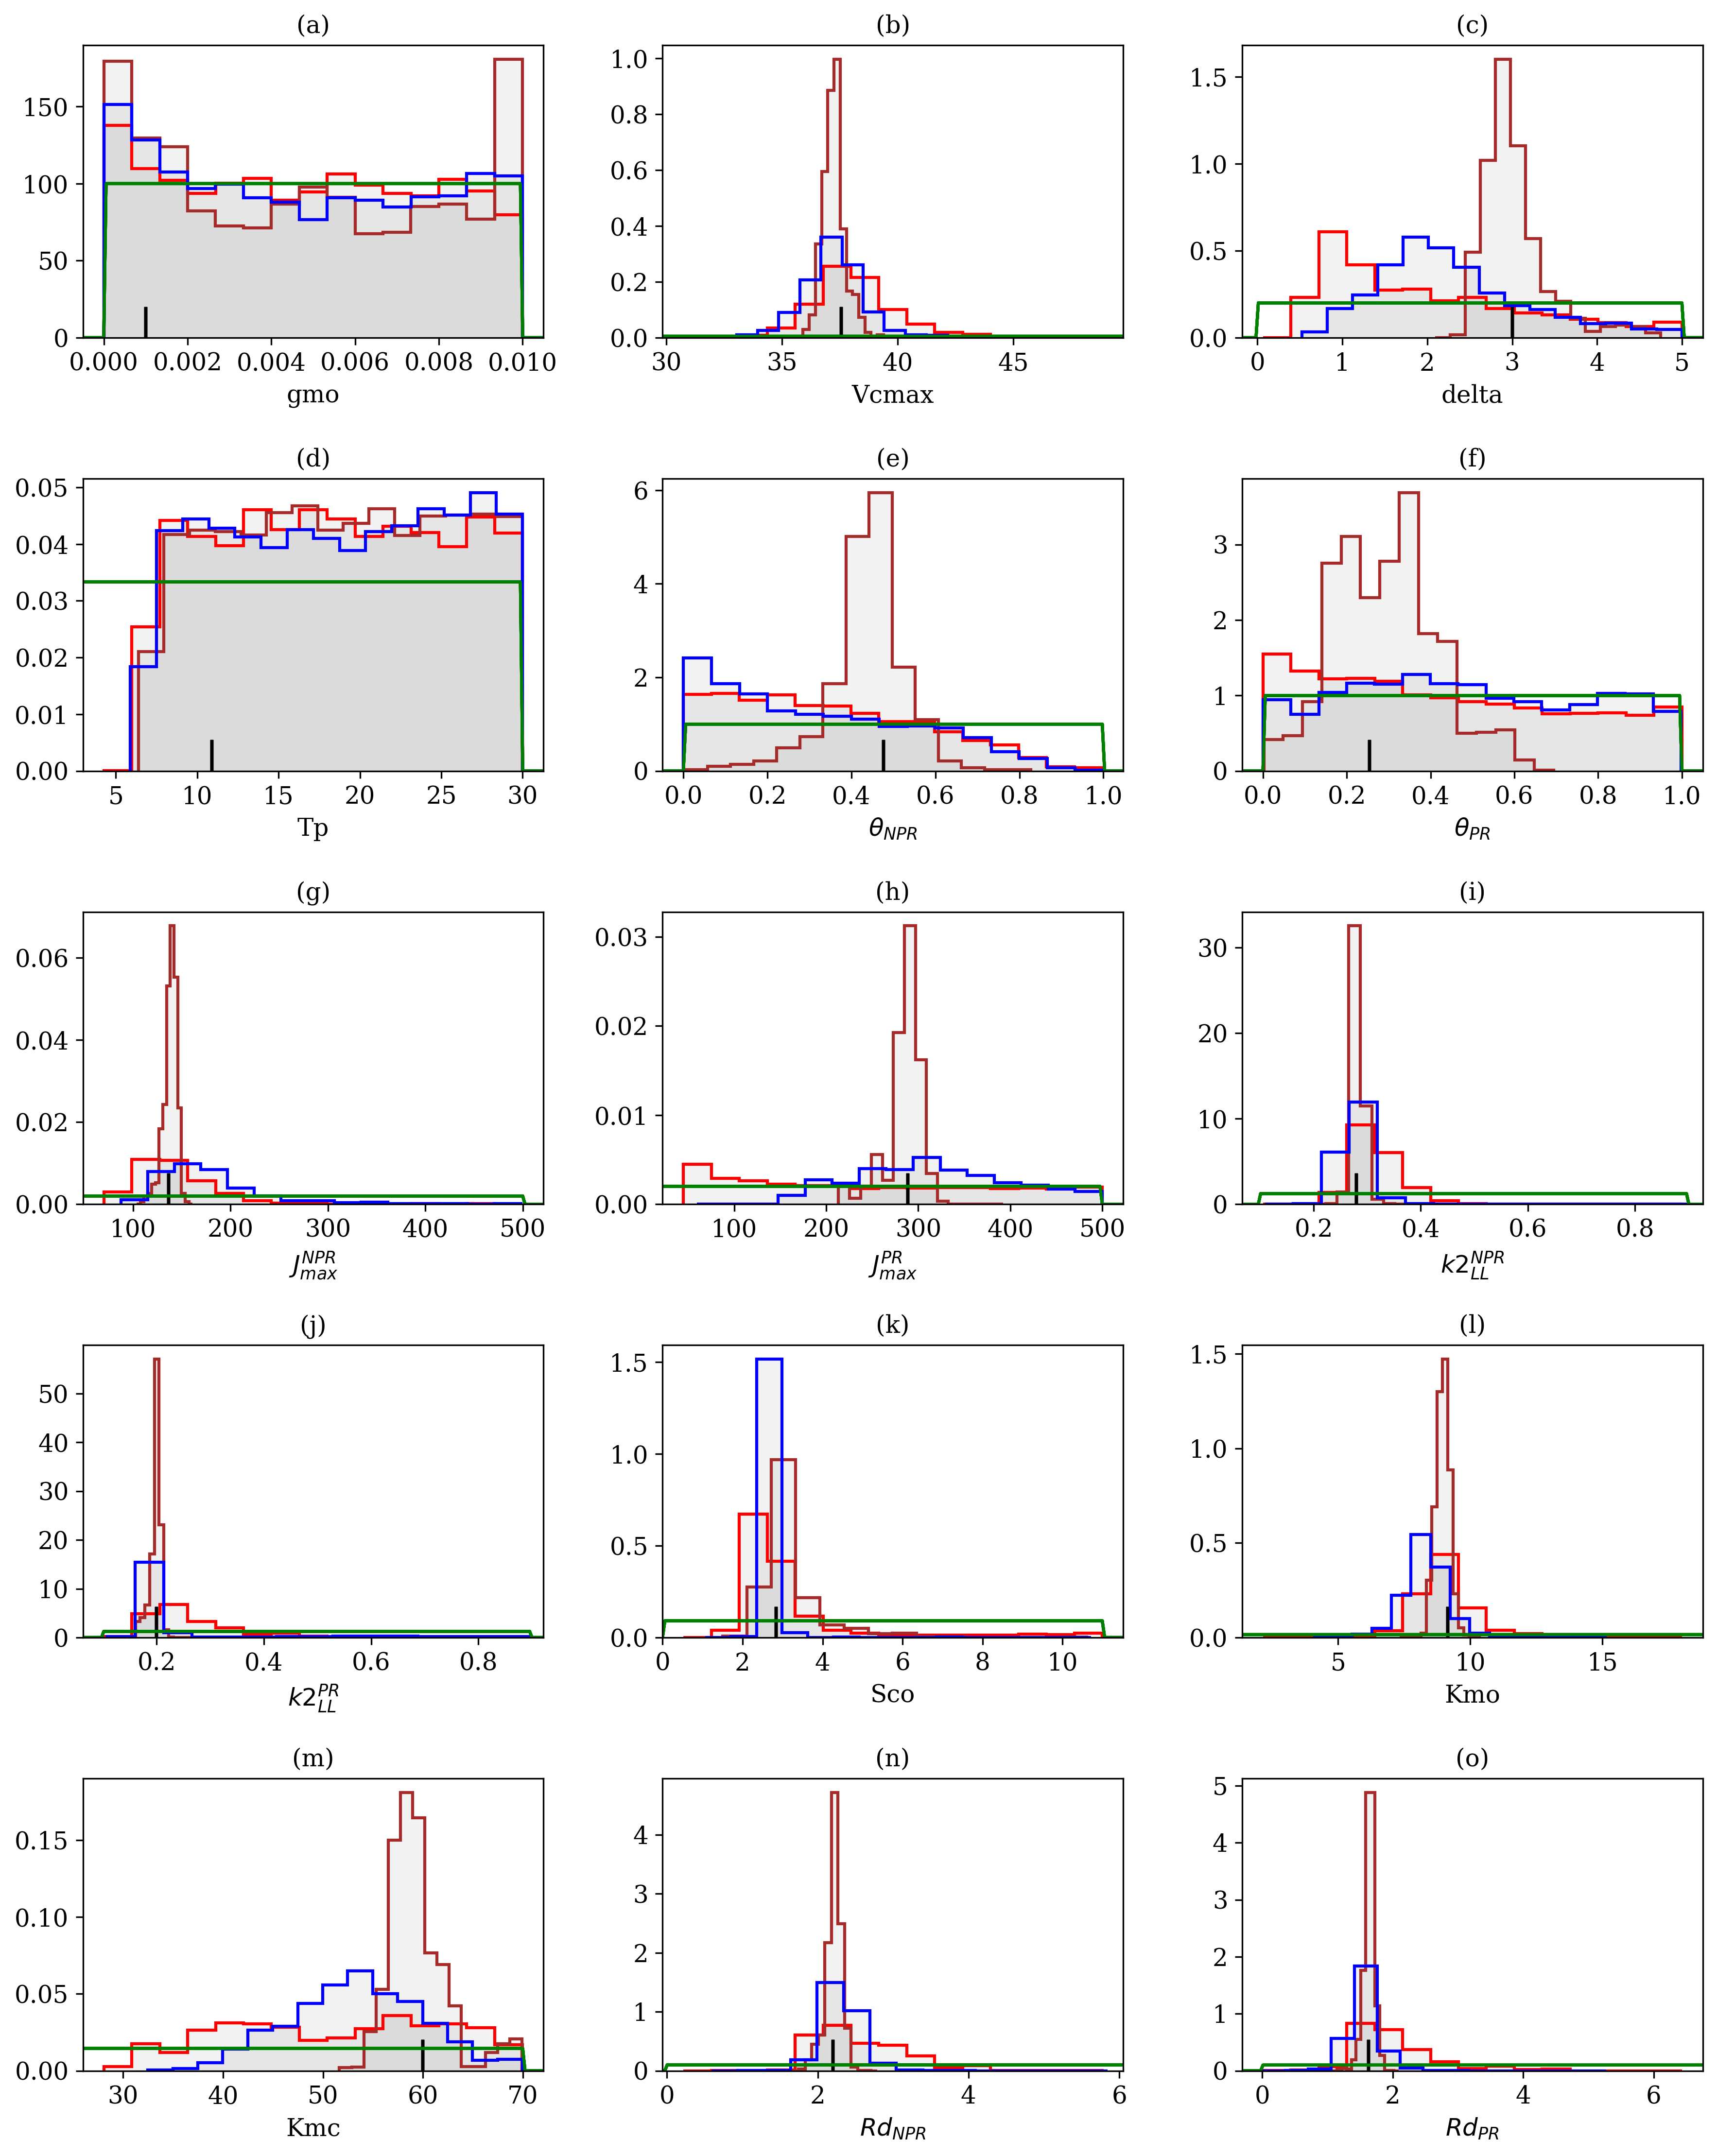 (a)
150
100
50
0
0.000 0.002 0.004 0.006 0.008 0.010
gmo
(b)
1.0
0.8
0.6
0.4
0.2
0.0
30 35 40 45
Vcmax
(c)
1.5
1.0
0.5
0.0
0 1 2 3 4 5
delta
(d)
0.05
0.04
0.03
0.02
0.01
0.00
5 10 15 20 25 30
Tp
(e)
6
4
2
0
0.0 0.2 0.4 0.6 0.8 1.0
θNPR
(f)
3
2
1
0
0.0 0.2 0.4 0.6 0.8 1.0
θPR
(g)
0.06
0.04
0.02
0.00
100 200 300 400 500
J NPR max
(h)
0.03
0.02
0.01
0.00
100 200 300 400 500
J PR max
(i)
30
20
10
0
0.2 0.4 0.6 0.8
k2 NPR LL
(j)
50
40
30
20
10
0
0.2 0.4 0.6 0.8
k2 PR LL
(k)
1.5
1.0
0.5
0.0
0 2 4 6 8 10
Sco
(l)
1.5
1.0
0.5
0.0
5 10 15
Kmo
(m)
0.15
0.10
0.05
0.00
30 40 50 60 70
Kmc
(n)
4
3
2
1
0
0 2 4 6
RdNPR
(o)
5
4
3
2
1
0
0 2 4 6
RdPR